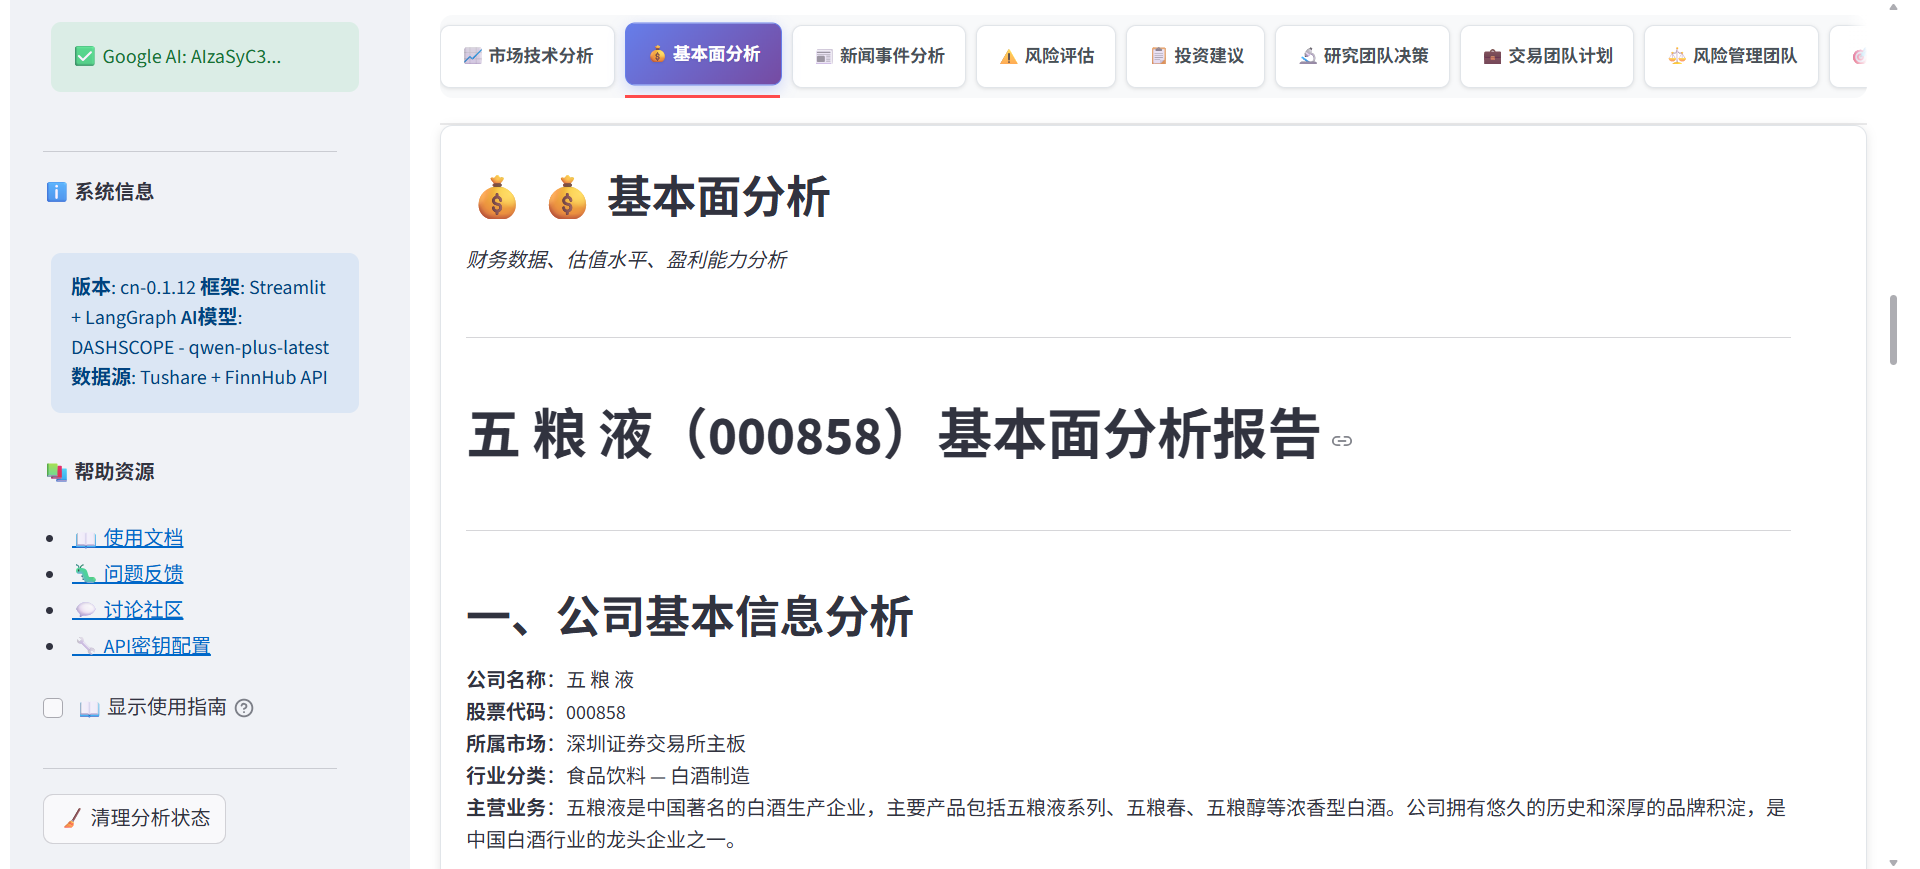 Google AI: AIzaSyC3...
系统信息
版本: cn-0.1.12 框架: Streamlit
+ LangGraph AI模型:
DASHSCOPE - qwen-plus-latest
数据源: Tushare + FinnHub API
帮助资源
使用文档
问题反馈
讨论社区
API密钥配置
显示使用指南
清理分析状态
市场技术分析
基本面分析
新闻事件分析
风险评估
投资建议
研究团队决策
交易团队计划
风险管理团队
基本面分析
财务数据、估值水平、盈利能力分析
五 粮 液（000858）基本面分析报告
一、公司基本信息分析
公司名称：五 粮 液
股票代码：000858
所属市场：深圳证券交易所主板
行业分类：食品饮料 — 白酒制造
主营业务：五粮液是中国著名的白酒生产企业，主要产品包括五粮液系列、五粮春、五粮醇等浓香型白酒。公司拥有悠久的历史和深厚的品牌积淀，是
中国白酒行业的龙头企业之一。